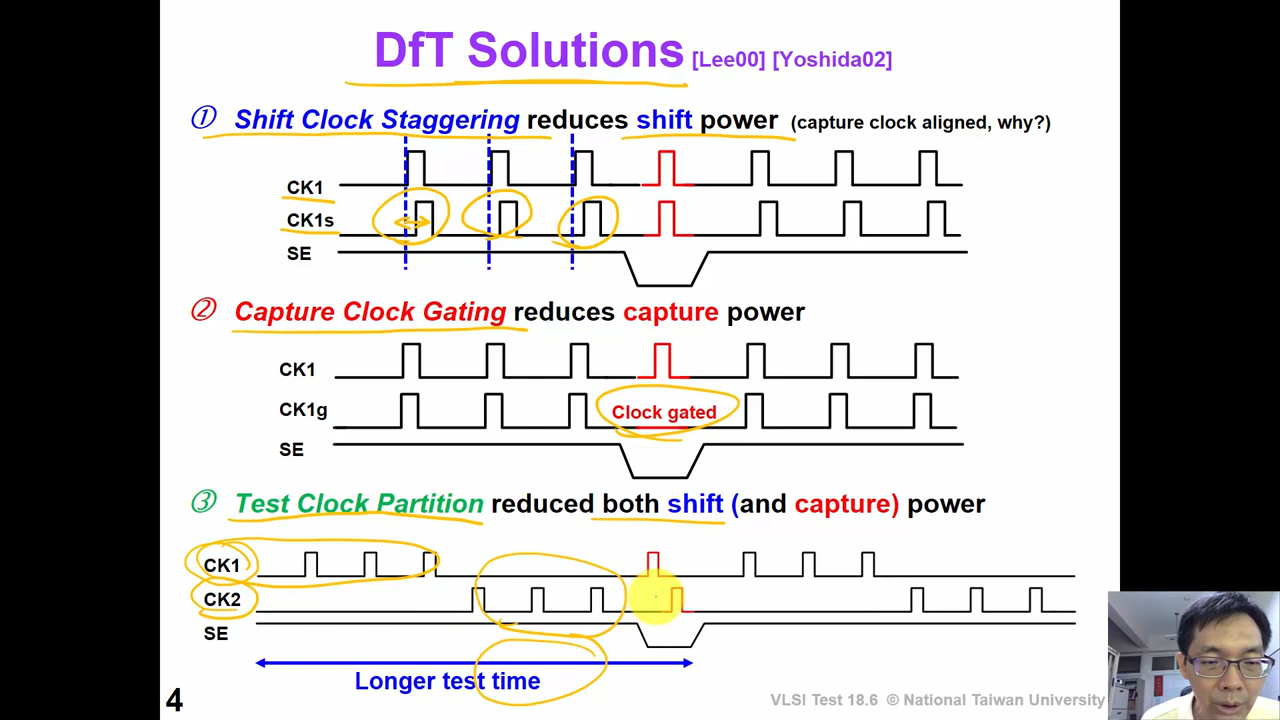 DfT Solutions [Lee00] [Yoshida02]
① Shift Clock Staggering reduces shift power (capture clock aligned, why?)
CK1
CK1s
SE
② Capture Clock Gating reduces capture power
CK1
CK1g
Clock gated
SE
③ Test Clock Partition reduced both shift (and capture) power
CK1
CK2
SE
Longer test time
4
VLSI Test 18.6 © National Taiwan University